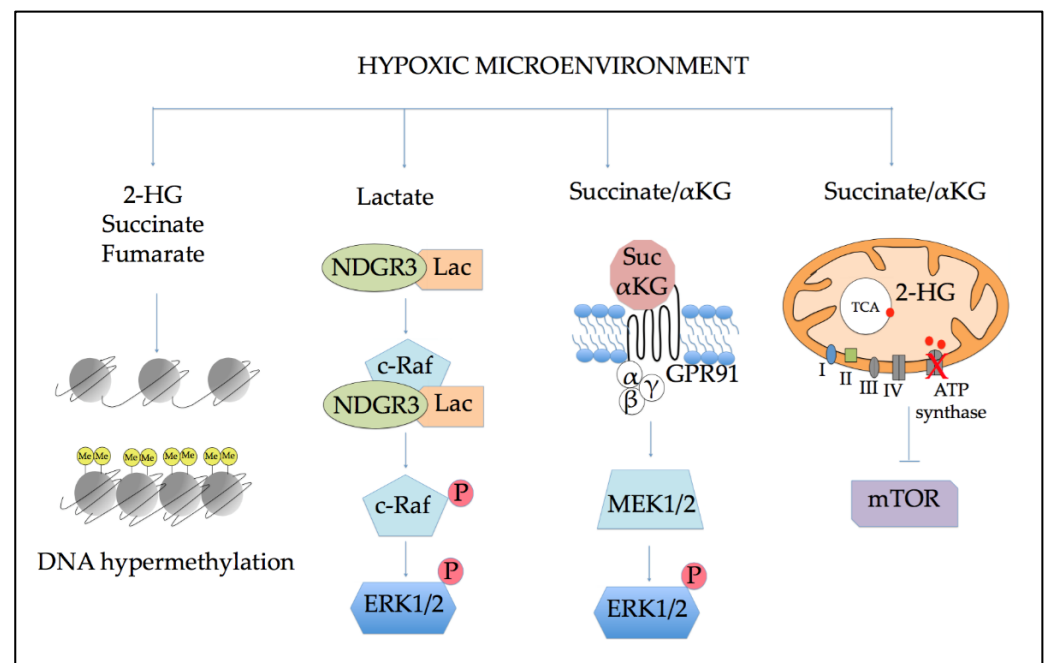 HYPOXIC MICROENVIRONMENT
2-HG
Succinate
Fumarate
Me Me Me Me Me Me Me Me
DNA hypermethylation
Lactate
NDGR3 Lac
c-Raf
NDGR3 Lac
c-Raf P
P
ERK1/2
Succinate/αKG
Suc
αKG
GPR91
α
β γ
MEK1/2
P
ERK1/2
Succinate/αKG
TCA 2-HG
I II III IV ATP
synthase
mTOR